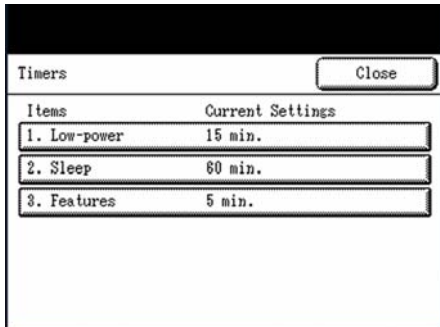 Timers Close
Items Current Settings
1. Low-power 15 min.
2. Sleep 60 min.
3. Features 5 min.